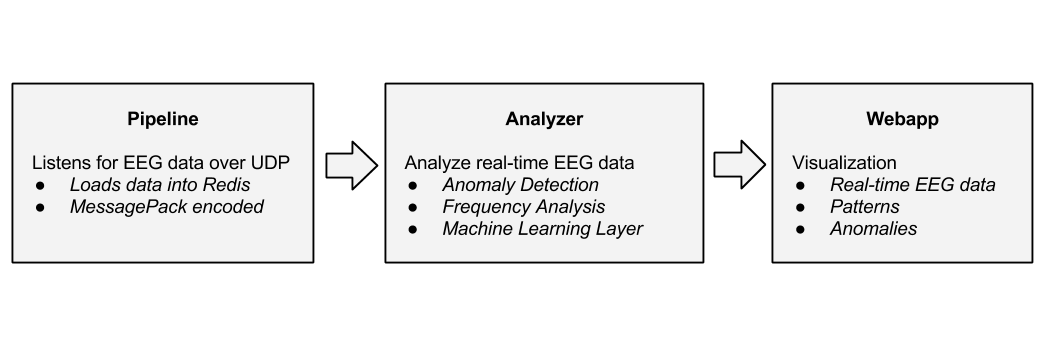 Pipeline
Listens for EEG data over UDP
● Loads data into Redis
● MessagePack encoded
Analyzer
Analyze real-time EEG data
● Anomaly Detection
● Frequency Analysis
● Machine Learning Layer
Webapp
Visualization
● Real-time EEG data
● Patterns
● Anomalies